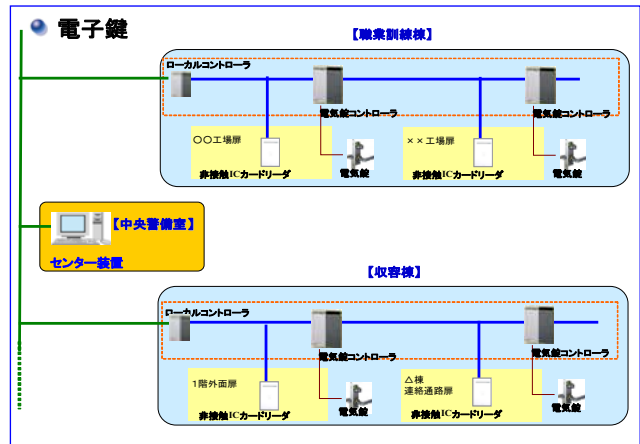 電子鍵
【職業訓練棟】
ローカルコントローラ
電気錠コントローラ
電気錠コントローラ
〇〇工場扉
××工場扉
非接触ICカードリーダ
電気錠
非接触ICカードリーダ
電気錠
【中央警備室】
センター装置
【収容棟】
ローカルコントローラ
電気錠コントローラ
電気錠コントローラ
1階外面扉
△棟
連絡通路扉
非接触ICカードリーダ
電気錠
非接触ICカードリーダ
電気錠